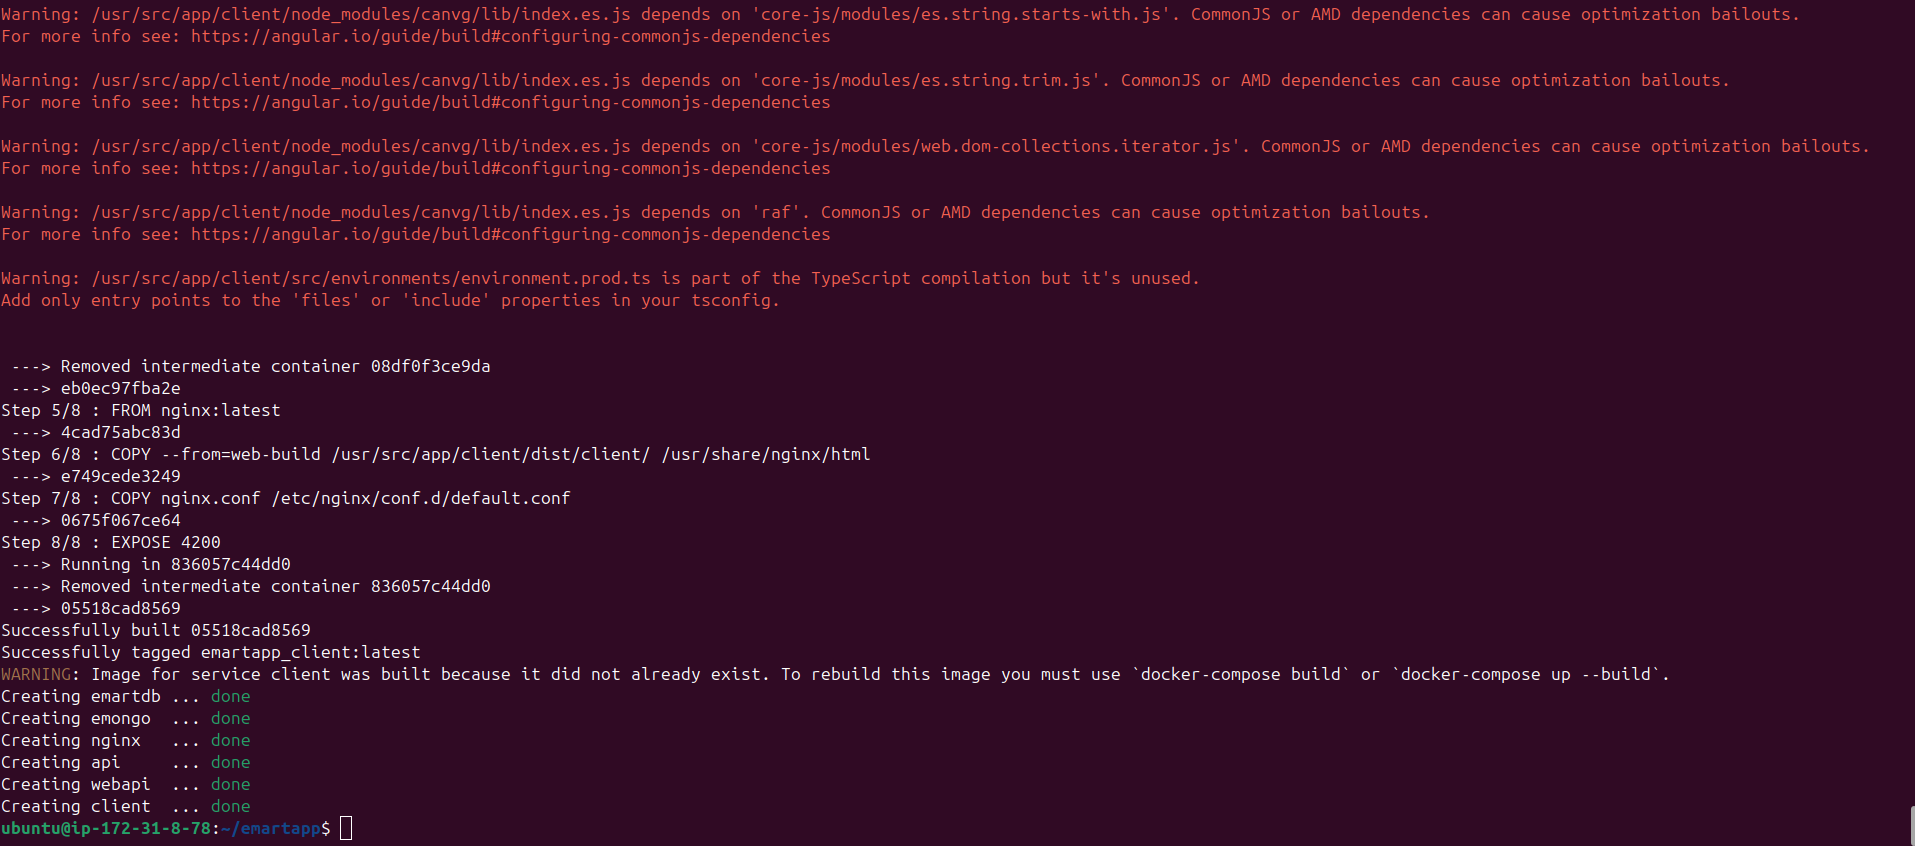 Warning: /usr/src/app/client/node_modules/canvg/lib/index.es.js depends on 'core-js/modules/es.string.starts-with.js'. CommonJS or AMD dependencies can cause optimization bailouts.
For more info see: https://angular.io/guide/build#configuring-commonjs-dependencies
Warning: /usr/src/app/client/node_modules/canvg/lib/index.es.js depends on 'core-js/modules/es.string.trim.js'. CommonJS or AMD dependencies can cause optimization bailouts.
For more info see: https://angular.io/guide/build#configuring-commonjs-dependencies
Warning: /usr/src/app/client/node_modules/canvg/lib/index.es.js depends on 'core-js/modules/web.dom-collections.iterator.js'. CommonJS or AMD dependencies can cause optimization bailouts.
For more info see: https://angular.io/guide/build#configuring-commonjs-dependencies
Warning: /usr/src/app/client/node_modules/canvg/lib/index.es.js depends on 'raf'. CommonJS or AMD dependencies can cause optimization bailouts.
For more info see: https://angular.io/guide/build#configuring-commonjs-dependencies
Warning: /usr/src/app/client/src/environments/environment.prod.ts is part of the TypeScript compilation but it's unused.
Add only entry points to the 'files' or 'include' properties in your tsconfig.
 ---> Removed intermediate container 08df0f3ce9da
 ---> eb0ec97fba2e
Step 5/8 : FROM nginx:latest
 ---> 4cad75abc83d
Step 6/8 : COPY --from=web-build /usr/src/app/client/dist/client/ /usr/share/nginx/html
 ---> e749cede3249
Step 7/8 : COPY nginx.conf /etc/nginx/conf.d/default.conf
 ---> 0675f067ce64
Step 8/8 : EXPOSE 4200
 ---> Running in 836057c44dd0
 ---> Removed intermediate container 836057c44dd0
 ---> 05518cad8569
Successfully built 05518cad8569
Successfully tagged emartapp_client:latest
WARNING: Image for service client was built because it did not already exist. To rebuild this image you must use `docker-compose build` or `docker-compose up --build`.
Creating emartdb ... done
Creating emongo  ... done
Creating nginx   ... done
Creating api     ... done
Creating webapi  ... done
Creating client  ... done
ubuntu@ip-172-31-8-78:~/emartapp$